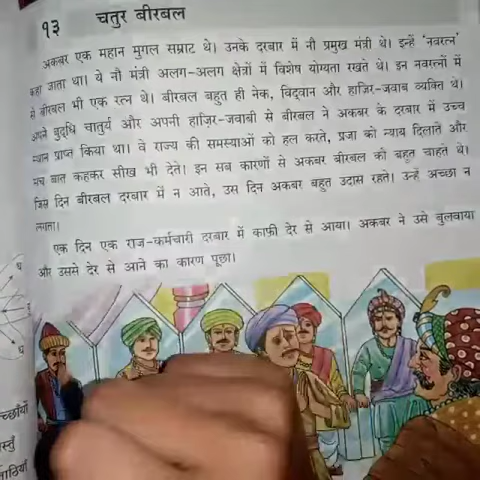 १३ चतुर बीरबल
अकबर एक महान मुगल सम्राट थे। उनके दरबार में नौ प्रमुख मंत्री थे। इन्हें 'नवरत्न'
कहा जाता था। ये नौ मंत्री अलग-अलग क्षेत्रों में विशेष योग्यता रखते थे। इन नवरत्नों में
से बीरबल भी एक रत्न थे। बीरबल बहुत ही नेक, विद्वान और हाजिर-जवाब व्यक्ति थे।
अपने बुद्धि चातुर्य और अपनी हाज़िर-जवाबी से बीरबल ने अकबर के दरबार में उच्च
स्थान प्राप्त किया था। वे राज्य की समस्याओं को हल करते, प्रजा को न्याय दिलाते और
सच बात कहकर सीख भी देते। इन सब कारणों से अकबर बीरबल को बहुत चाहते थे।
जिस दिन बीरबल दरबार में न आते, उस दिन अकबर बहुत उदास रहते। उन्हें अच्छा न
लगता।
एक दिन एक राज-कर्मचारी दरबार में काफ़ी देर से आया। अकबर ने उसे बुलवाया
और उससे देर से आने का कारण पूछा।